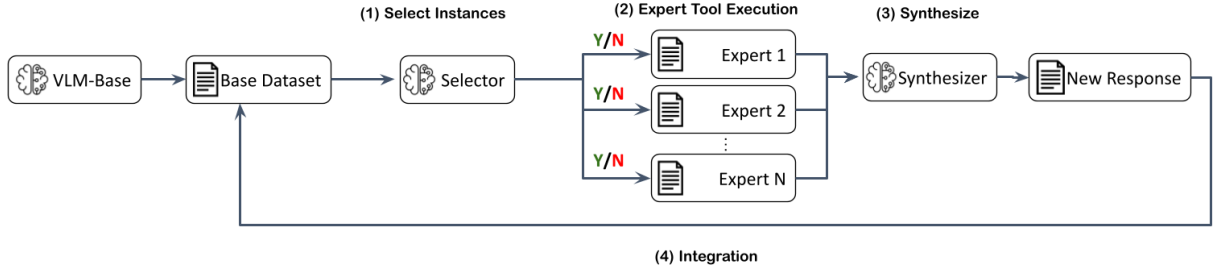 (1) Select Instances
(2) Expert Tool Execution
(3) Synthesize
VLM-Base
Base Dataset
Selector
Y/N
Expert 1
Y/N
Expert 2
⋮
Y/N
Expert N
Synthesizer
New Response
(4) Integration